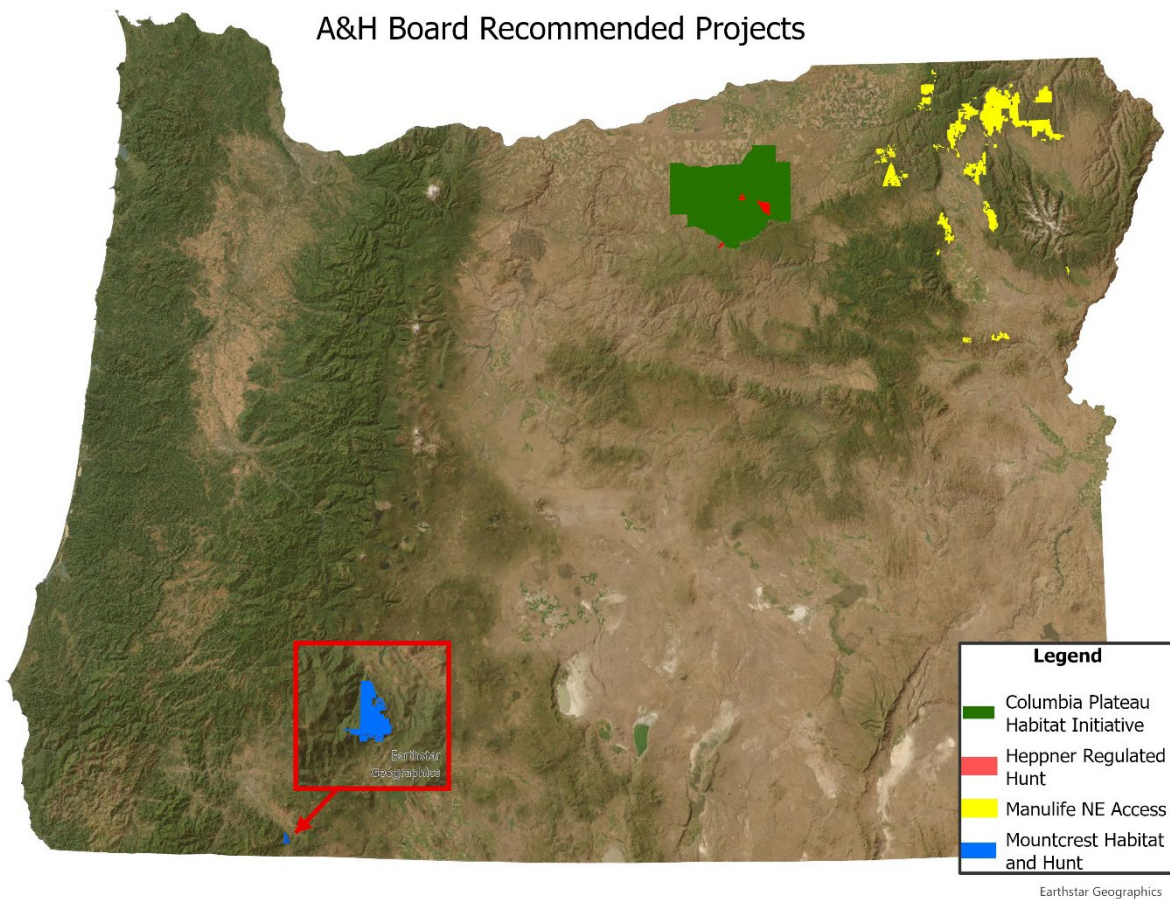 A&H Board Recommended Projects
Earthstar
Geographics
Legend
Columbia Plateau
Habitat Initiative
Heppner Regulated
Hunt
Manulife NE Access
Mountcrest Habitat
and Hunt
Earthstar Geographics